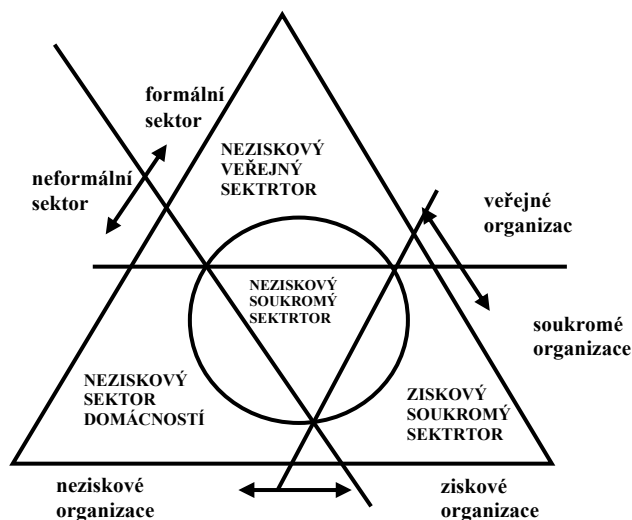 formální
sektor
NEZISKOVÝ
VEŘEJNÝ
SEKTRTOR
neformální
sektor
veřejné
organizac
NEZISKOVÝ
SOUKROMÝ
SEKTRTOR
soukromé
organizace
NEZISKOVÝ
SEKTOR
DOMÁCNOSTÍ
ZISKOVÝ
SOUKROMÝ
SEKTRTOR
neziskové
organizace
ziskové
organizace